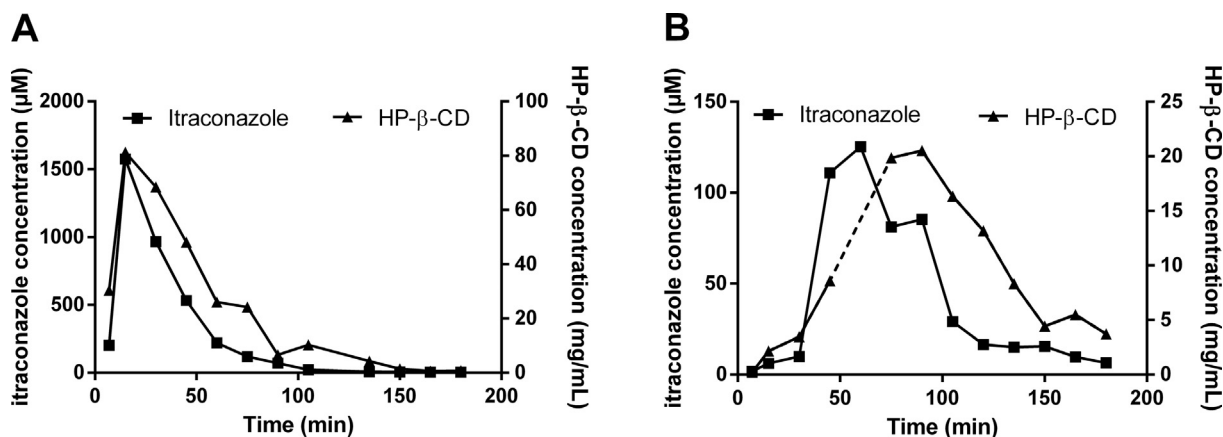 A
itraconazole concentration (µM)
2000
1500
1000
500
0
Itraconazole
HP-β-CD
100
80
60
40
20
0
HP-β-CD concentration (mg/mL)
0 50 100 150 200
Time (min)
B
itraconazole concentration (µM)
150
100
50
0
Itraconazole
HP-β-CD
25
20
15
10
5
0
HP-β-CD concentration (mg/mL)
0 50 100 150 200
Time (min)